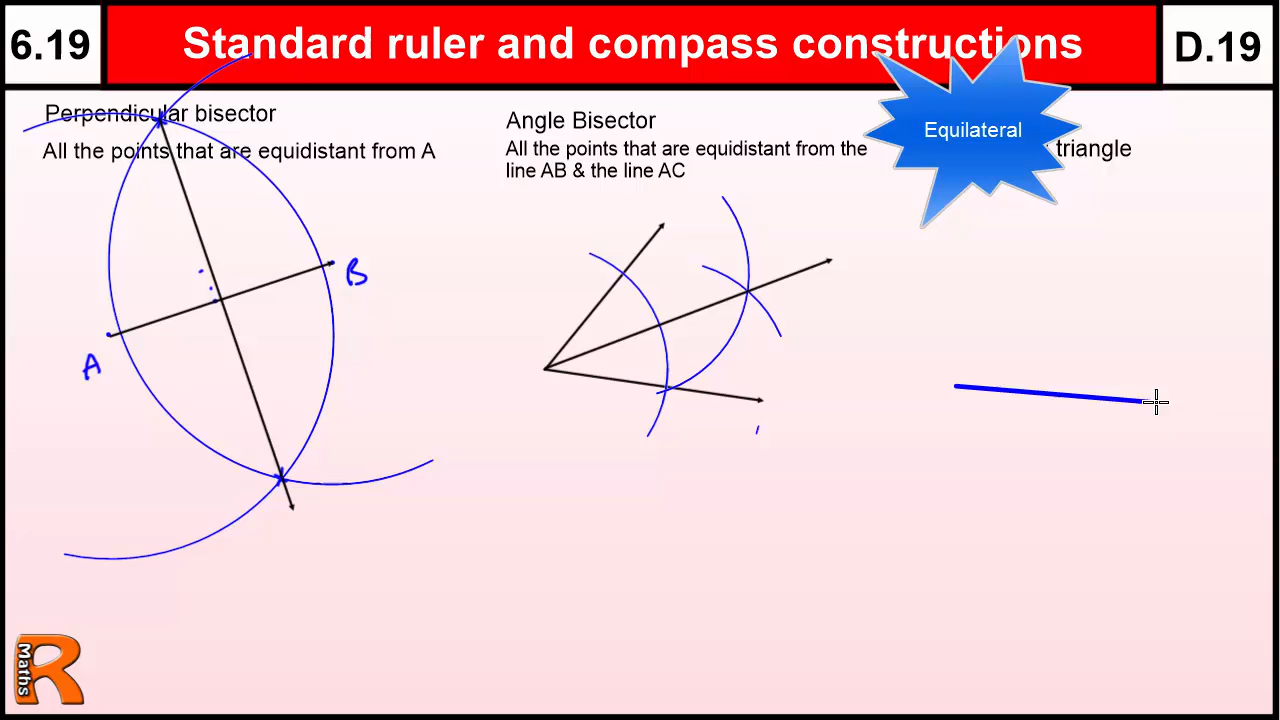 6.19
Standard ruler and compass constructions
D.19
Perpendicular bisector
All the points that are equidistant from A
A
B
Angle Bisector
All the points that are equidistant from the
line AB & the line AC
Equilateral
triangle
R
Maths